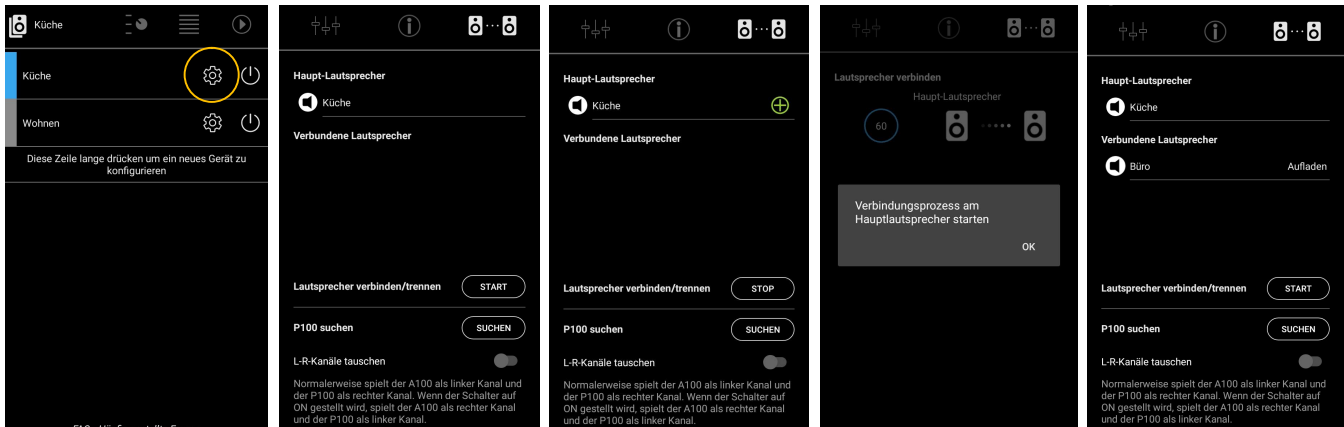 Küche
Küche
Wohnen
Diese Zeile lange drücken um ein neues Gerät zu
konfigurieren
Haupt-Lautsprecher
Küche
Verbundene Lautsprecher
Lautsprecher verbinden/trennen START
P100 suchen SUCHEN
L-R-Kanäle tauschen
Normalerweise spielt der A100 als linker Kanal und
der P100 als rechter Kanal. Wenn der Schalter auf
ON gestellt wird, spielt der A100 als rechter Kanal
und der P100 als linker Kanal.
Haupt-Lautsprecher
Küche
Verbundene Lautsprecher
Lautsprecher verbinden/trennen STOP
P100 suchen SUCHEN
L-R-Kanäle tauschen
Normalerweise spielt der A100 als linker Kanal und
der P100 als rechter Kanal. Wenn der Schalter auf
ON gestellt wird, spielt der A100 als rechter Kanal
und der P100 als linker Kanal.
Lautsprecher verbinden
Haupt-Lautsprecher
60
Verbindungsprozess am
Hauptlautsprecher starten
OK
Haupt-Lautsprecher
Küche
Verbundene Lautsprecher
Büro Aufladen
Lautsprecher verbinden/trennen START
P100 suchen SUCHEN
L-R-Kanäle tauschen
Normalerweise spielt der A100 als linker Kanal und
der P100 als rechter Kanal. Wenn der Schalter auf
ON gestellt wird, spielt der A100 als rechter Kanal
und der P100 als linker Kanal.